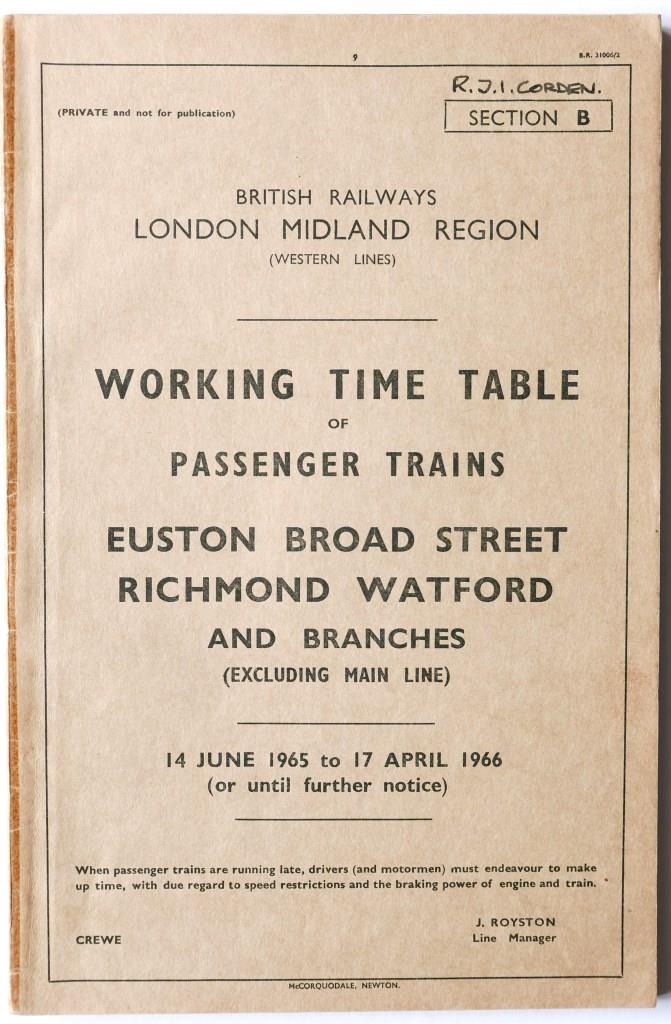 9
B.R. 31006/2
R.J.I. CORDEN.
(PRIVATE and not for publication)
SECTION B
BRITISH RAILWAYS
LONDON MIDLAND REGION
(WESTERN LINES)
WORKING TIME TABLE
OF
PASSENGER TRAINS
EUSTON BROAD STREET
RICHMOND WATFORD
AND BRANCHES
(EXCLUDING MAIN LINE)
14 JUNE 1965 to 17 APRIL 1966
(or until further notice)
When passenger trains are running late, drivers (and motormen) must endeavour to make
up time, with due regard to speed restrictions and the braking power of engine and train.
J. ROYSTON
CREWE
Line Manager
McCORQUODALE, NEWTON.